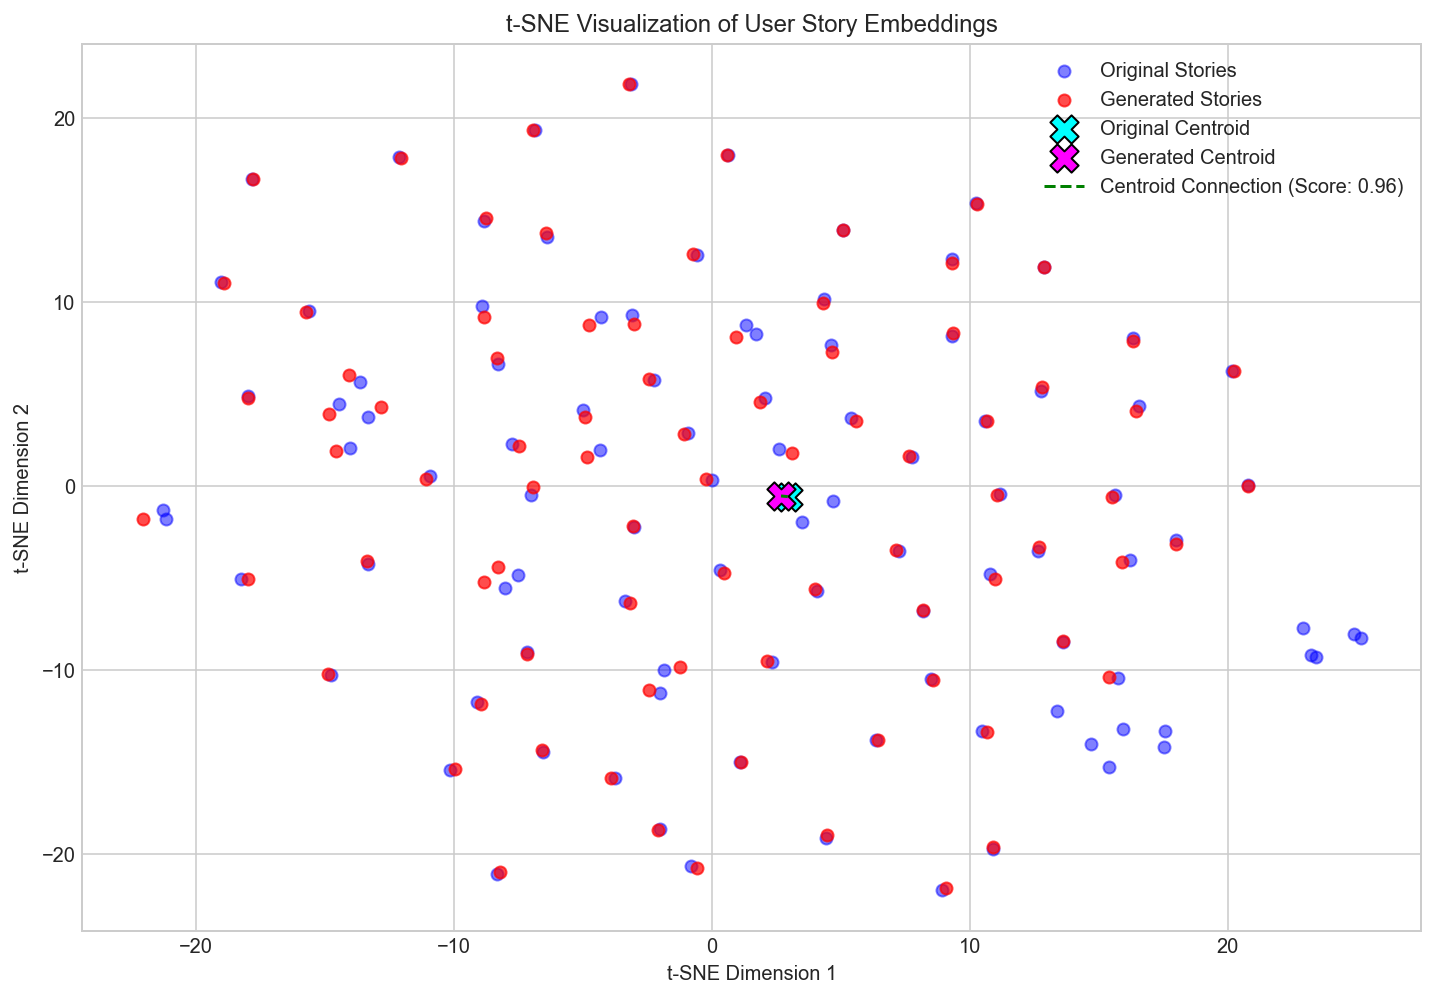 t-SNE Visualization of User Story Embeddings
Original Stories
Generated Stories
Original Centroid
Generated Centroid
Centroid Connection (Score: 0.96)
20
10
0
−10
−20
t-SNE Dimension 2
−20
−10
0
10
20
t-SNE Dimension 1